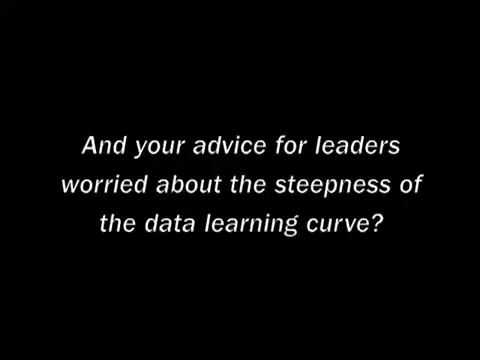 And your advice for leaders
worried about the steepness of
the data learning curve?